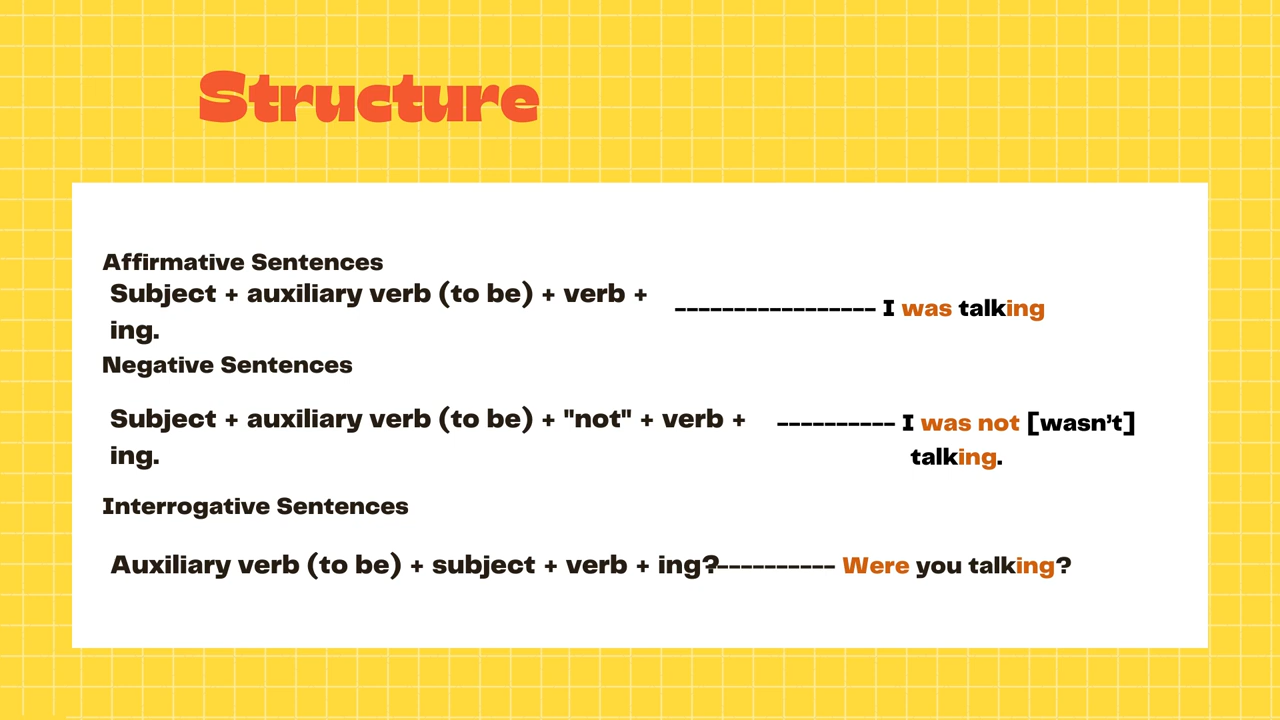 Structure
Affirmative Sentences
Subject + auxiliary verb (to be) + verb +
ing.
----------------- I was talking
Negative Sentences
Subject + auxiliary verb (to be) + "not" + verb +
ing.
---------- I was not [wasn’t]
talking.
Interrogative Sentences
Auxiliary verb (to be) + subject + verb + ing?---------- Were you talking?